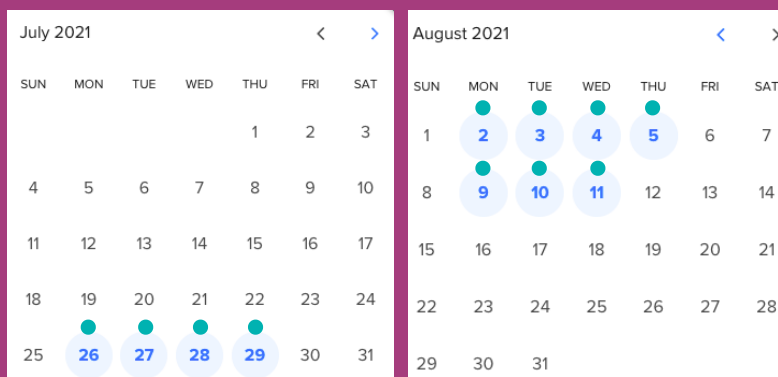 July 2021
SUN MON TUE WED THU FRI SAT
1 2 3
4 5 6 7 8 9 10
11 12 13 14 15 16 17
18 19 20 21 22 23 24
25 26 27 28 29 30 31
August 2021
SUN MON TUE WED THU FRI SAT
1 2 3 4 5 6 7
8 9 10 11 12 13 14
15 16 17 18 19 20 21
22 23 24 25 26 27 28
29 30 31